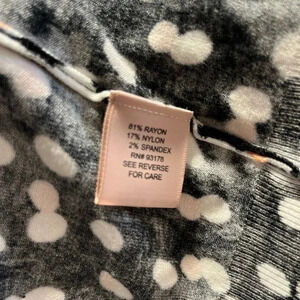 81% RAYON
17% NYLON
2% SPANDEX
RN# 93178
SEE REVERSE
FOR CARE